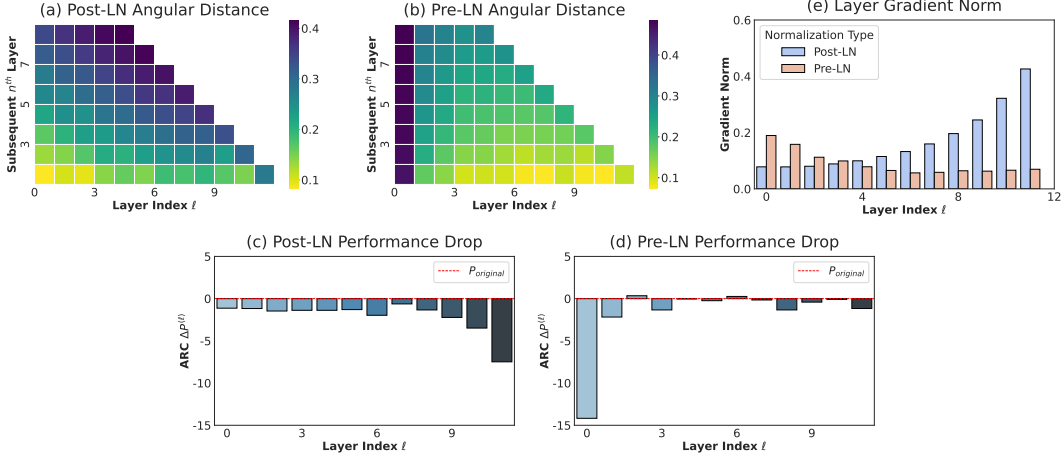 (a) Post-LN Angular Distance
Subsequent nth Layer
7
5
3
0 3 6 9
Layer Index ℓ
0.4
0.3
0.2
0.1
(b) Pre-LN Angular Distance
Subsequent nth Layer
7
5
3
0 3 6 9
Layer Index ℓ
0.4
0.3
0.2
0.1
(e) Layer Gradient Norm
Gradient Norm
0.6
0.4
0.2
0.0
Normalization Type
Post-LN
Pre-LN
0 4 8 12
Layer Index ℓ
(c) Post-LN Performance Drop
ARC ΔP(ℓ)
5
0
-5
-10
-15
Poriginal
0 3 6 9
Layer Index ℓ
(d) Pre-LN Performance Drop
ARC ΔP(ℓ)
5
0
-5
-10
-15
Poriginal
0 3 6 9
Layer Index ℓ